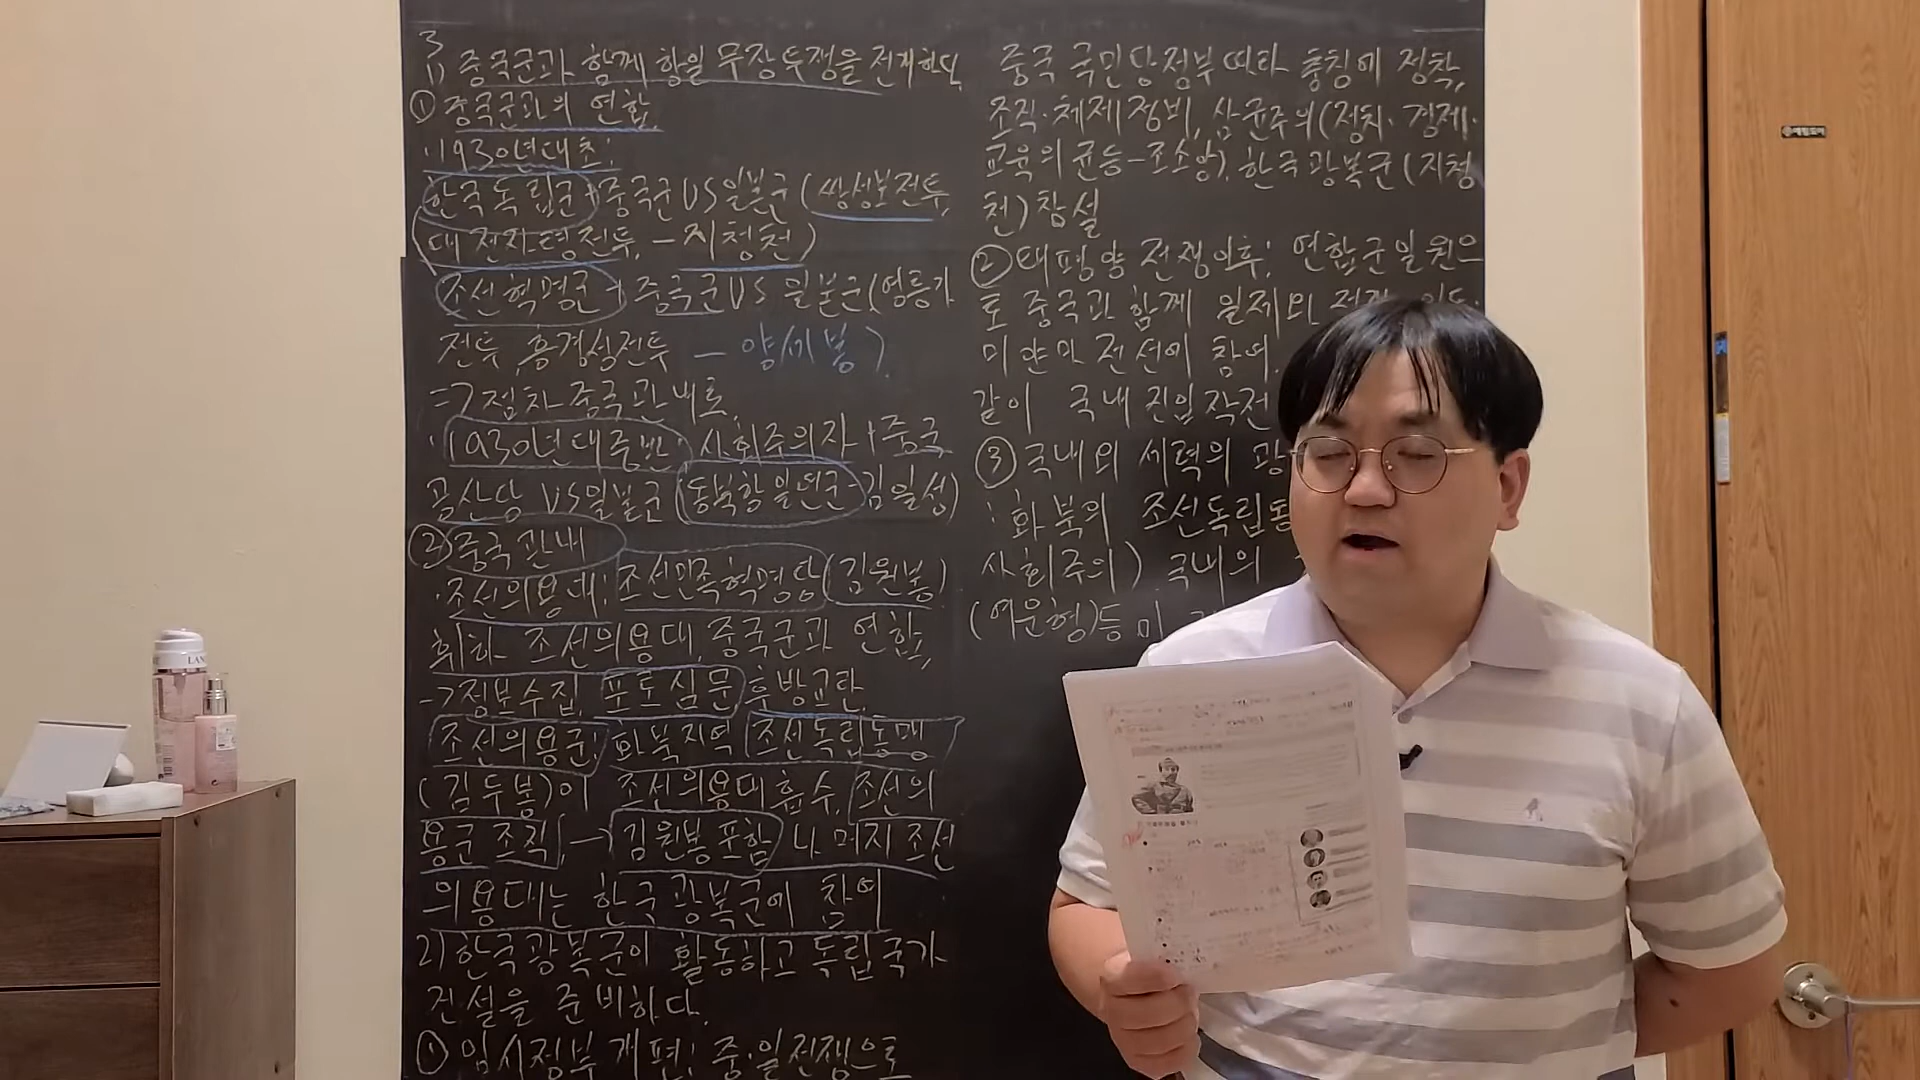 3
1) 중국군과 함께 항일 무장투쟁을 전개하다
① 중국군과의 연합
·1930년대초:
한국독립군+중국군 VS 일본군 (쌍성보전투,
대전자령전투, - 지청천)
조선혁명군+중국군 VS 일본군(영릉가
전투, 흥경성전투 - 양세봉)
=> 점차 중국관내로
·1930년대중반 사회주의자+중국
공산당 VS 일본군 (동북항일연군-김일성)
② 중국관내
·조선의용대: 조선민족혁명당(김원봉)
휘하 조선의용대, 중국군과 연합,
-> 정보수집, 포로심문 후방교란.
조선의용군: 화북지역 조선독립동맹
(김두봉)이 조선의용대 흡수, 조선의
용군 조직, → 김원봉 포함 나머지 조선
의용대는 한국광복군에 참여
2) 한국광복군이 활동하고 독립국가
건설을 준비하다.
① 임시정부 개편: 중·일전쟁으로
중국 국민당정부 따라 충칭에 정착,
조직·체제정비, 삼균주의(정치·경제·
교육의 균등-조소앙), 한국광복군(지청
천) 창설
② 태평양 전쟁이후: 연합군일원으
로 중국과 함께 일제와
미얀마 전선에 참여.
같이 국내 진입작전
③ 국내외 세력의
: 화북의 조선독립동
사회주의) 국내의
(여운형)등
LAN